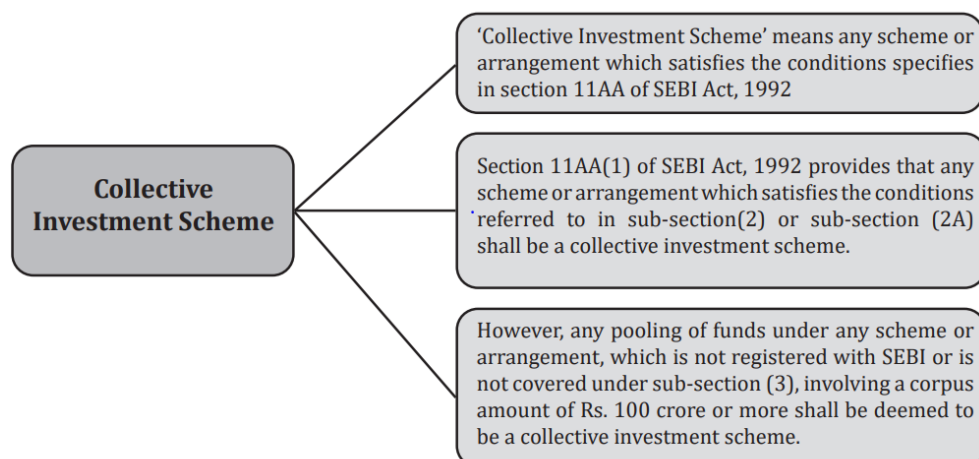 Collective
Investment Scheme
‘Collective Investment Scheme’ means any scheme or
arrangement which satisfies the conditions specifies
in section 11AA of SEBI Act, 1992
Section 11AA(1) of SEBI Act, 1992 provides that any
scheme or arrangement which satisfies the conditions
referred to in sub-section(2) or sub-section (2A)
shall be a collective investment scheme.
However, any pooling of funds under any scheme or
arrangement, which is not registered with SEBI or is
not covered under sub-section (3), involving a corpus
amount of Rs. 100 crore or more shall be deemed to
be a collective investment scheme.